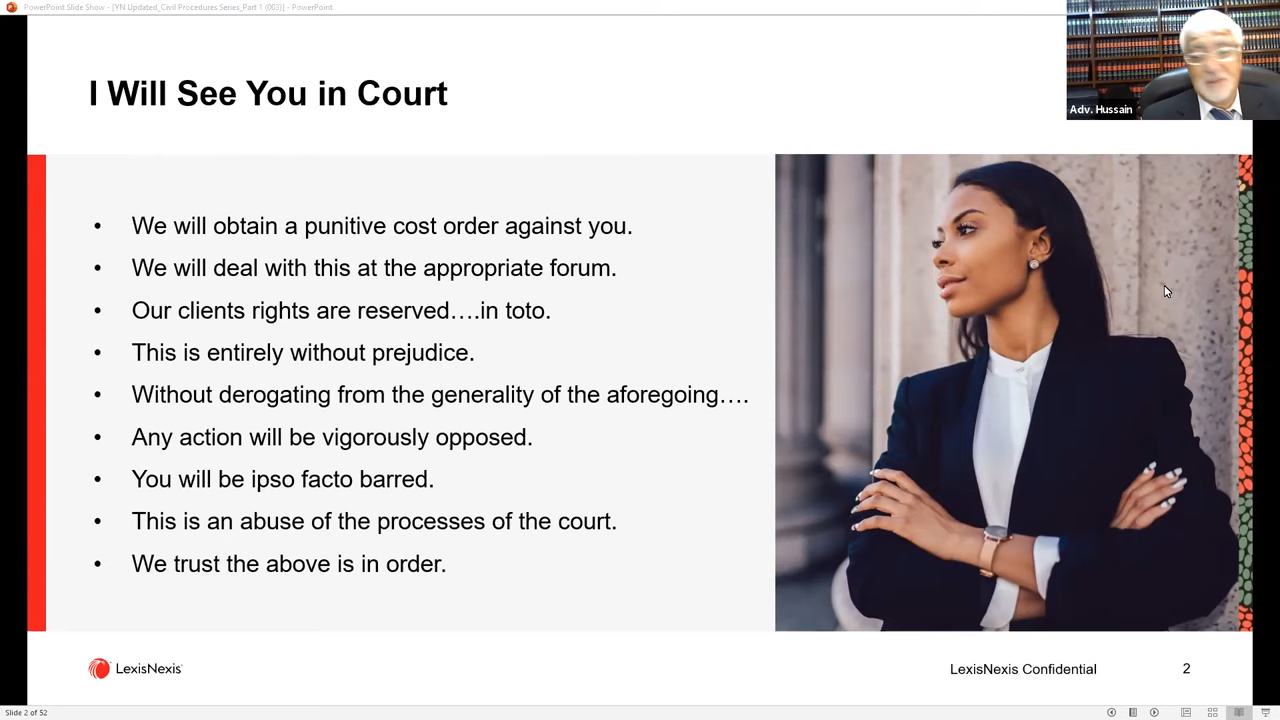 PowerPoint Slide Show - [YN Updated_Civil Procedures Series_Part 1 (003)] - PowerPoint
Adv. Hussain
I Will See You in Court
• We will obtain a punitive cost order against you.
• We will deal with this at the appropriate forum.
• Our clients rights are reserved….in toto.
• This is entirely without prejudice.
• Without derogating from the generality of the aforegoing….
• Any action will be vigorously opposed.
• You will be ipso facto barred.
• This is an abuse of the processes of the court.
• We trust the above is in order.
LexisNexis
LexisNexis Confidential
2
Slide 2 of 52